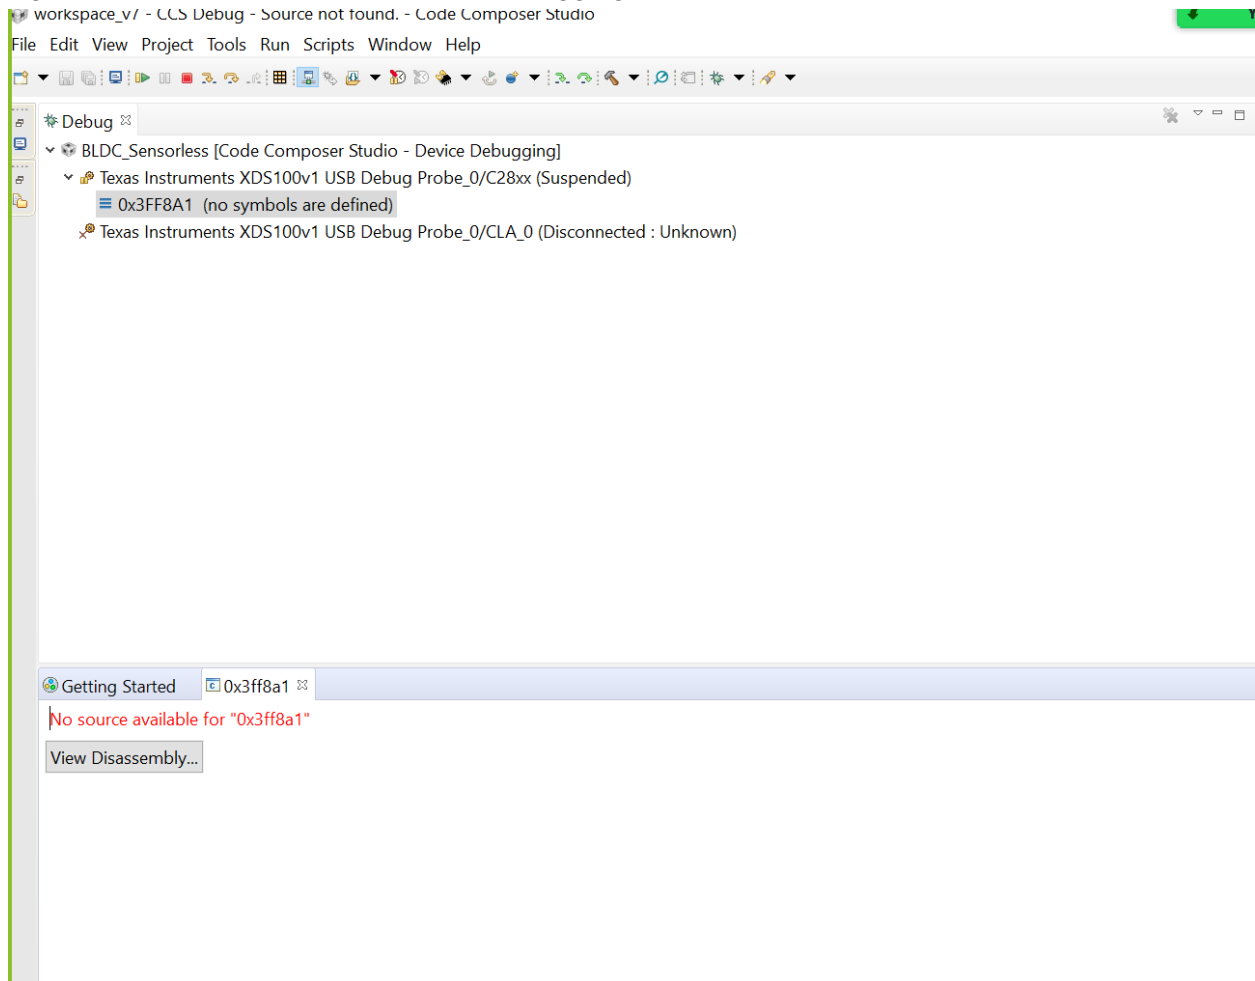 workspace_v7 - CCS Debug - Source not found. - Code Composer Studio
File Edit View Project Tools Run Scripts Window Help
Debug
BLDC_Sensorless [Code Composer Studio - Device Debugging]
Texas Instruments XDS100v1 USB Debug Probe_0/C28xx (Suspended)
0x3FF8A1 (no symbols are defined)
Texas Instruments XDS100v1 USB Debug Probe_0/CLA_0 (Disconnected : Unknown)
Getting Started 0x3ff8a1
No source available for "0x3ff8a1"
View Disassembly...